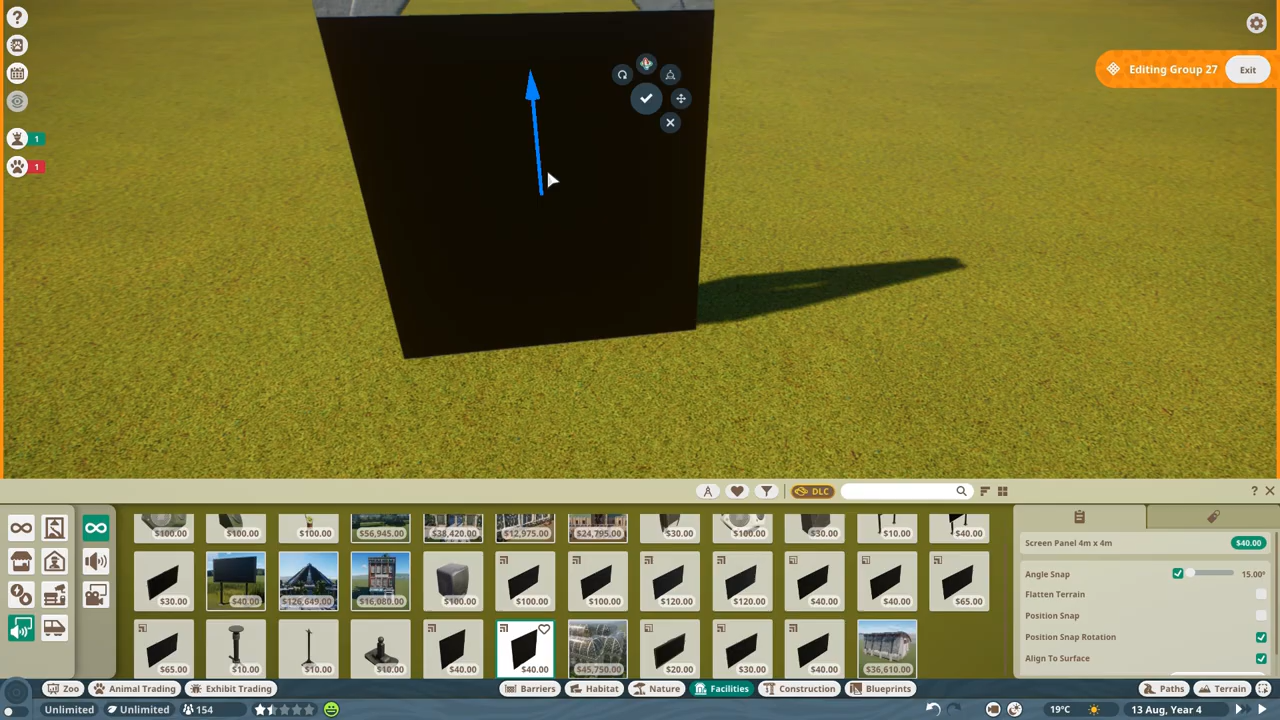 Editing Group 27
Exit
1
1
DLC
$100.00
$100.00
$100.00
$56,945.00
$38,420.00
$12,975.00
$24,795.00
$30.00
$100.00
$30.00
$10.00
$40.00
$30.00
$40.00
$126,649.00
$16,080.00
$100.00
$100.00
$100.00
$120.00
$120.00
$40.00
$40.00
$65.00
$65.00
$10.00
$10.00
$10.00
$40.00
$40.00
$45,750.00
$20.00
$30.00
$40.00
$36,610.00
Screen Panel 4m x 4m
$40.00
Angle Snap
15.00°
Flatten Terrain
Position Snap
Position Snap Rotation
Align To Surface
Zoo
Animal Trading
Exhibit Trading
Barriers
Habitat
Nature
Facilities
Construction
Blueprints
Paths
Terrain
Unlimited
Unlimited
154
19°C
13 Aug, Year 4